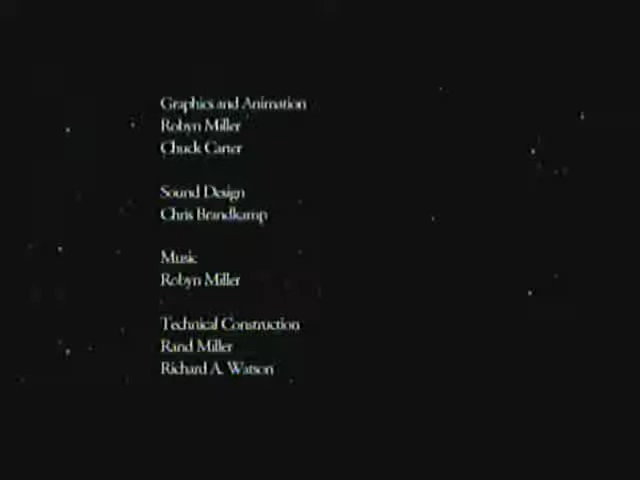 Graphics and Animation
Robyn Miller
Chuck Carter
Sound Design
Chris Brandkamp
Music
Robyn Miller
Technical Construction
Rand Miller
Richard A. Watson